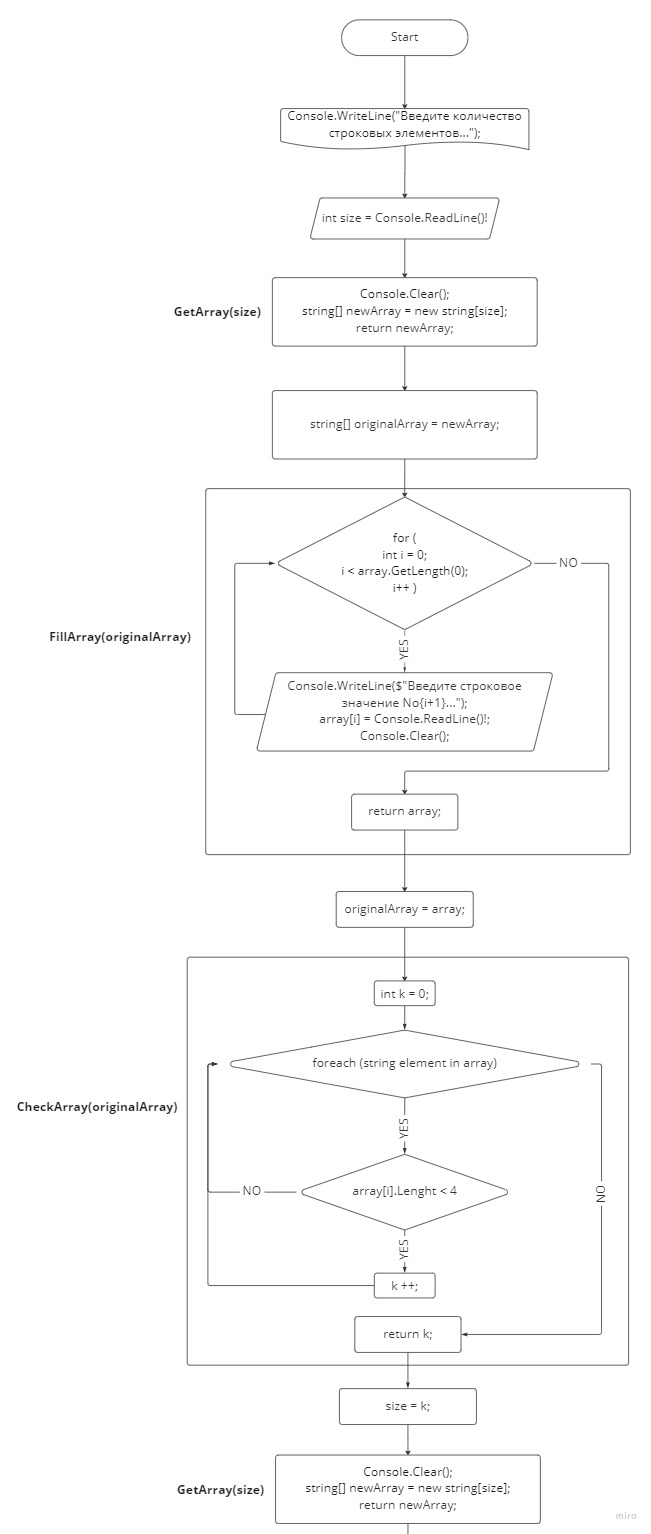 Start
Console.WriteLine("Введите количество
строковых элементов...");
int size = Console.ReadLine()!
GetArray(size)
Console.Clear();
string[] newArray = new string[size];
return newArray;
string[] originalArray = newArray;
for (
int i = 0;
i < array.GetLength(0);
i++ )
NO
YES
FillArray(originalArray)
Console.WriteLine($"Введите строковое
значение No{i+1}...");
array[i] = Console.ReadLine()!;
Console.Clear();
return array;
originalArray = array;
int k = 0;
foreach (string element in array)
CheckArray(originalArray)
YES
array[i].Lenght < 4
NO
NO
YES
k ++;
return k;
size = k;
GetArray(size)
Console.Clear();
string[] newArray = new string[size];
return newArray;
miro